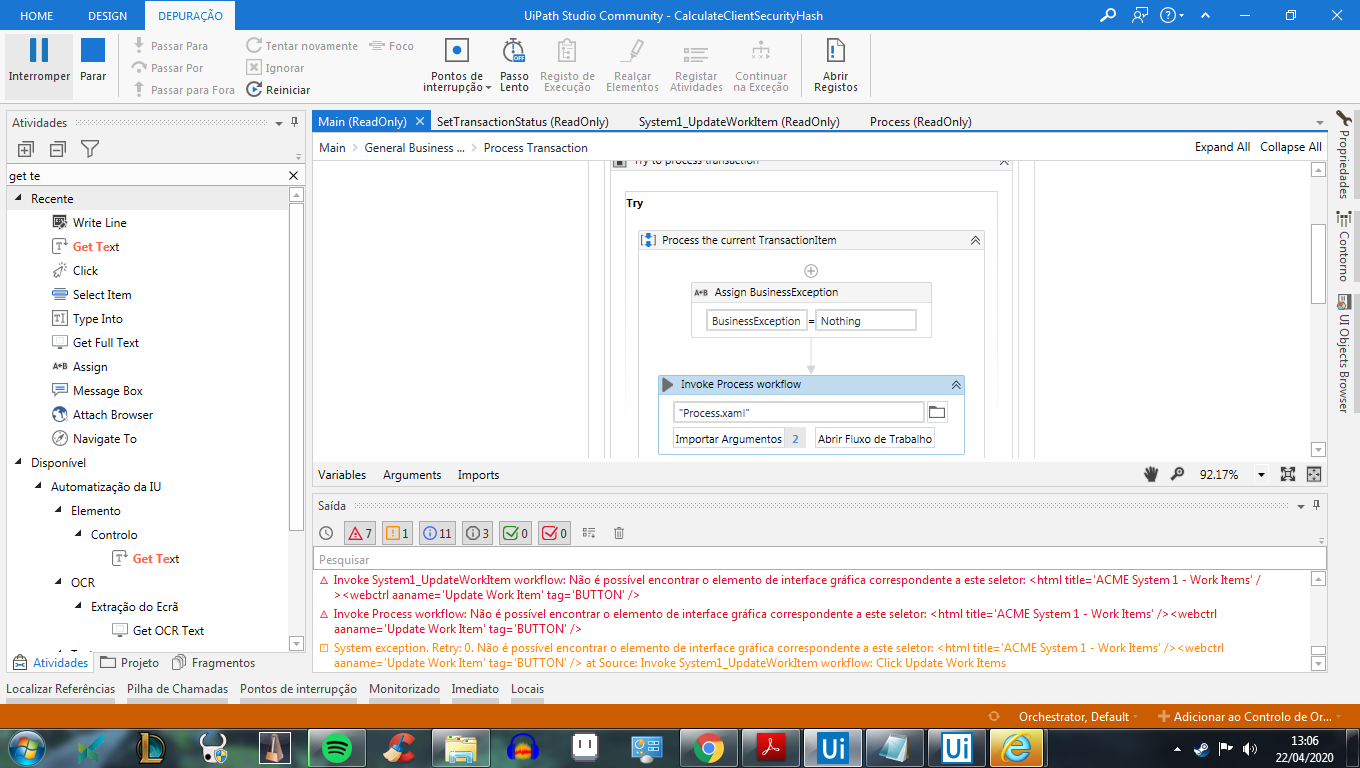 HOME DESIGN DEPURAÇÃO UiPath Studio Community - CalculateClientSecurityHash
Interromper Parar
Passar Para
Passar Por
Passar para Fora
Tentar novamente
Ignorar
Reiniciar
Foco
Pontos de interrupção
Passo Lento
Registo de Execução
Realçar Elementos
Registar Atividades
Continuar na Exceção
Abrir Registos
Atividades
get te
Recente
Write Line
Get Text
Click
Select Item
Type Into
Get Full Text
Assign
Message Box
Attach Browser
Navigate To
Disponível
Automatização da IU
Elemento
Controlo
Get Text
OCR
Extração do Ecrã
Get OCR Text
Atividades Projeto Fragmentos
Main (ReadOnly) SetTransactionStatus (ReadOnly) System1_UpdateWorkItem (ReadOnly) Process (ReadOnly)
Main > General Business ... > Process Transaction Expand All Collapse All
Try to process transaction
Try
Process the current TransactionItem
A+B Assign BusinessException
BusinessException = Nothing
Invoke Process workflow
"Process.xaml"
Importar Argumentos 2 Abrir Fluxo de Trabalho
Variables Arguments Imports 92.17%
Propriedades
Contorno
UI Objects Browser
Saída
7 1 11 3 0 0
Pesquisar
Invoke System1_UpdateWorkItem workflow: Não é possível encontrar o elemento de interface gráfica correspondente a este seletor: <html title='ACME System 1 - Work Items' /
><webctrl aaname='Update Work Item' tag='BUTTON' />
Invoke Process workflow: Não é possível encontrar o elemento de interface gráfica correspondente a este seletor: <html title='ACME System 1 - Work Items' /><webctrl
aaname='Update Work Item' tag='BUTTON' />
System exception. Retry: 0. Não é possível encontrar o elemento de interface gráfica correspondente a este seletor: <html title='ACME System 1 - Work Items' /><webctrl
aaname='Update Work Item' tag='BUTTON' /> at Source: Invoke System1_UpdateWorkItem workflow: Click Update Work Items
Localizar Referências Pilha de Chamadas Pontos de interrupção Monitorizado Imediato Locais
Orchestrator, Default Adicionar ao Controlo de Or...
Ui Ui
13:06
22/04/2020